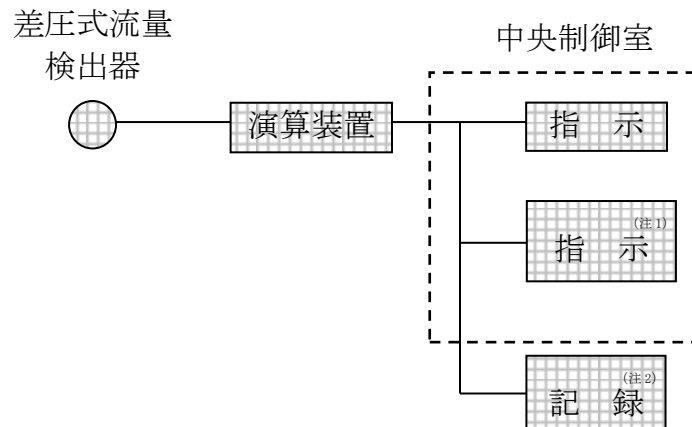 差圧式流量
検出器
中央制御室
演算装置
指 示
(注1)
指 示
(注2)
記 録